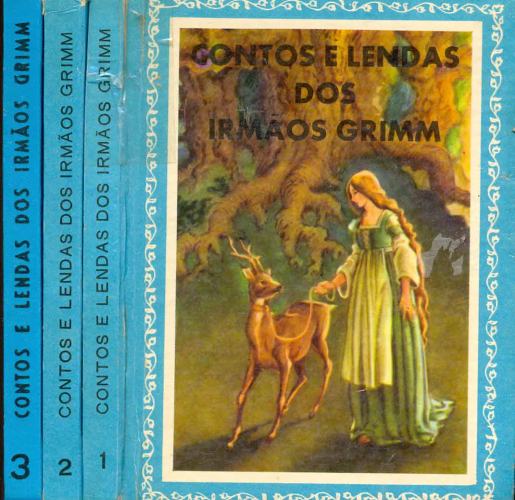 CONTOS E LENDAS DOS IRMÃOS GRIMM
3
CONTOS E LENDAS DOS IRMÃOS GRIMM
2
CONTOS E LENDAS DOS IRMÃOS GRIMM
1
CONTOS E LENDAS
DOS
IRMÃOS GRIMM